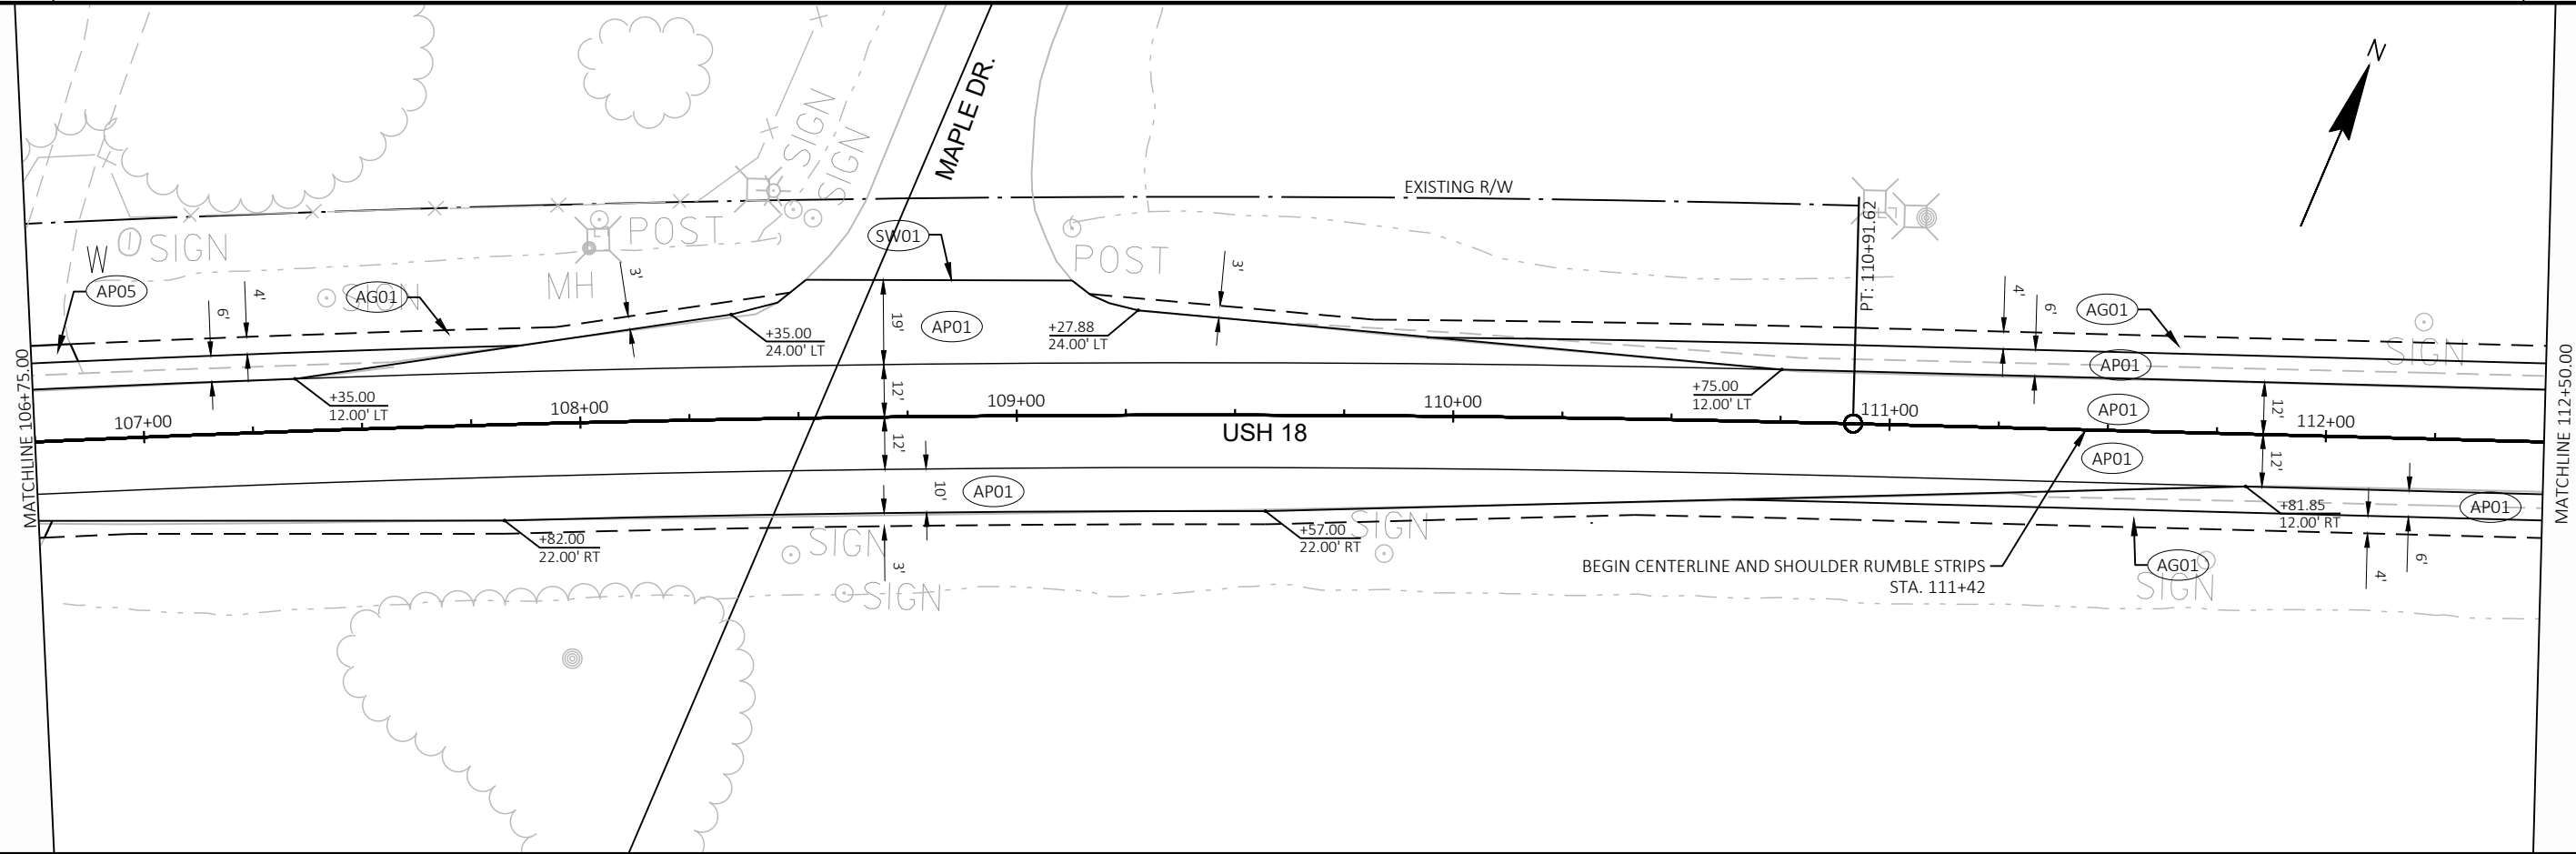 N
MAPLE DR.
SIGN
SIGN
EXISTING R/W
PT: 110+91.62
POST
SW01
SIGN
W
POST
MH
AP05
AG01
SIGN
3'
3'
4'
6'
4'
6'
AG01
+35.00
24.00' LT
19'
AP01
+27.88
24.00' LT
SIGN
AP01
MATCHLINE 106+75.00
MATCHLINE 112+50.00
+35.00
12.00' LT
12'
+75.00
12.00' LT
107+00
108+00
109+00
110+00
111+00
112+00
AP01
12'
USH 18
12'
12'
AP01
10'
AP01
+82.00
22.00' RT
SIGN
3'
SIGN
+57.00
22.00' RT
SIGN
+81.85
12.00' RT
AP01
BEGIN CENTERLINE AND SHOULDER RUMBLE STRIPS
STA. 111+42
AG01
SIGN
4'
6'